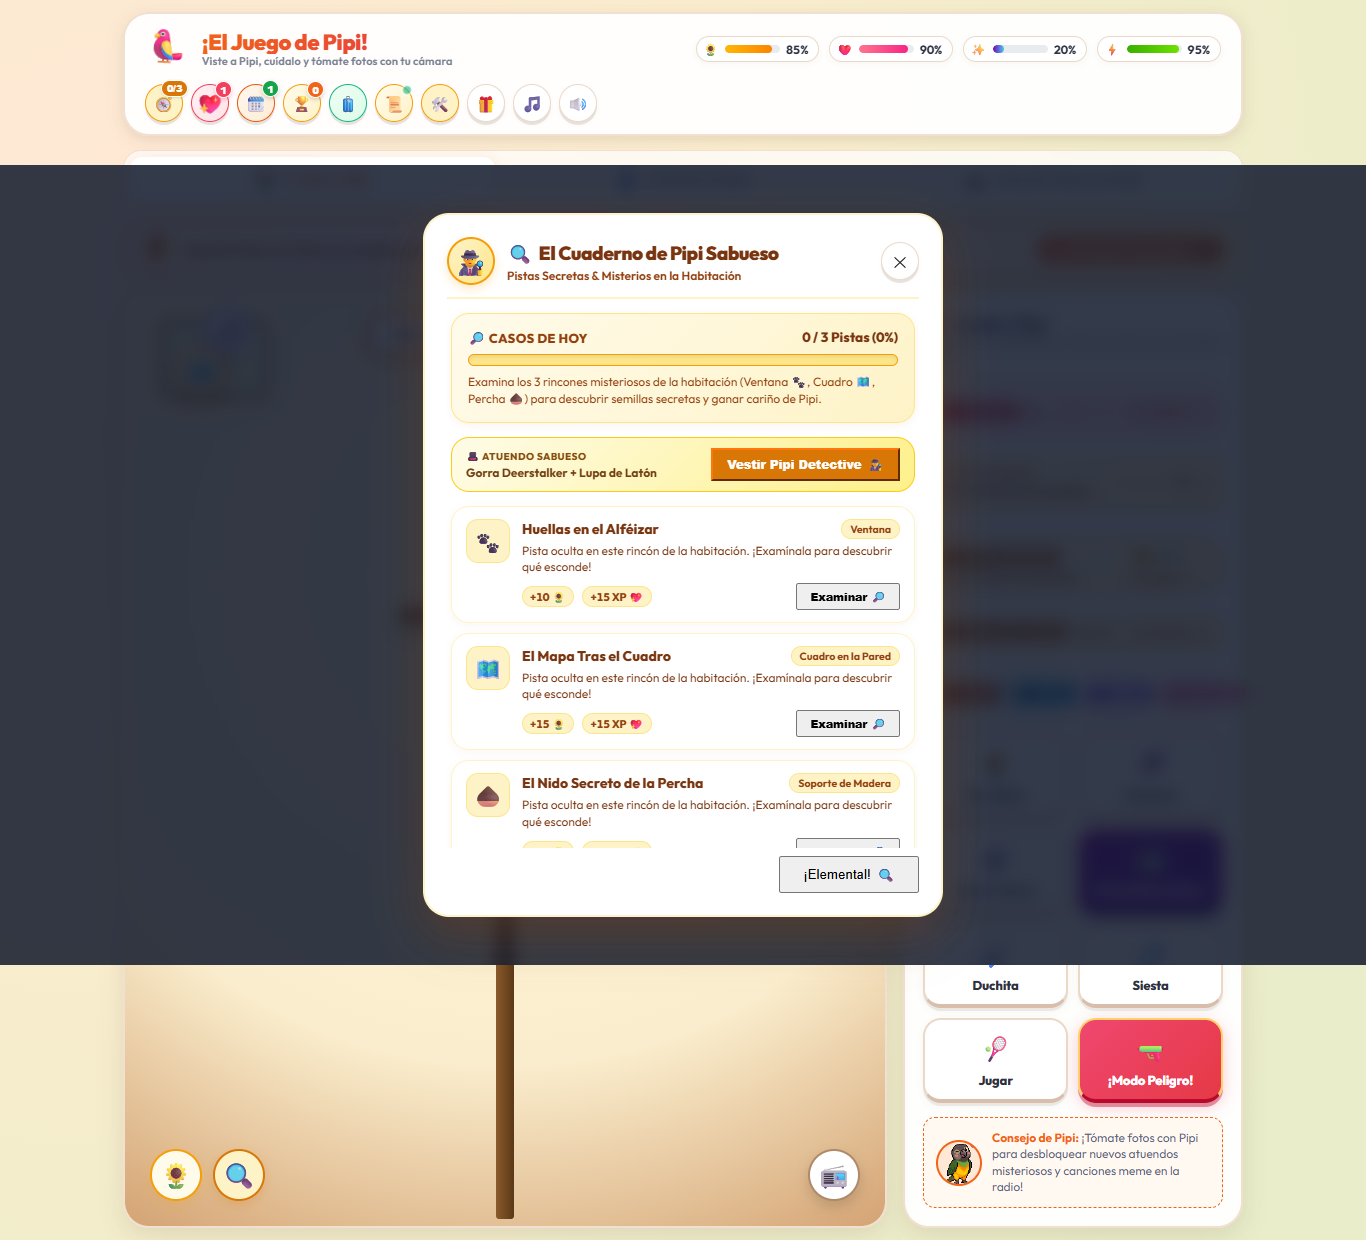 ¡El Juego de Pipi!
Viste a Pipi, cuídalo y tómate fotos con tu cámara
85%
90%
20%
95%
0/3
1
1
0
🔍 El Cuaderno de Pipi Sabueso
Pistas Secretas & Misterios en la Habitación
🔎 CASOS DE HOY
0 / 3 Pistas (0%)
Examina los 3 rincones misteriosos de la habitación (Ventana 🐾, Cuadro 🗺️,
Percha 🌰) para descubrir semillas secretas y ganar cariño de Pipi.
ATUENDO SABUESO
Gorra Deerstalker + Lupa de Latón
Vestir Pipi Detective
Huellas en el Alféizar
Ventana
Pista oculta en este rincón de la habitación. ¡Examínala para descubrir
qué esconde!
+10 🌻
+15 XP 💖
Examinar 🔎
El Mapa Tras el Cuadro
Cuadro en la Pared
Pista oculta en este rincón de la habitación. ¡Examínala para descubrir
qué esconde!
+15 🌻
+15 XP 💖
Examinar 🔎
El Nido Secreto de la Percha
Soporte de Madera
Pista oculta en este rincón de la habitación. ¡Examínala para descubrir
qué esconde!
¡Elemental! 🔍
Duchita
Siesta
Jugar
¡Modo Peligro!
Consejo de Pipi: ¡Tómate fotos con Pipi
para desbloquear nuevos atuendos
misteriosos y canciones meme en la
radio!